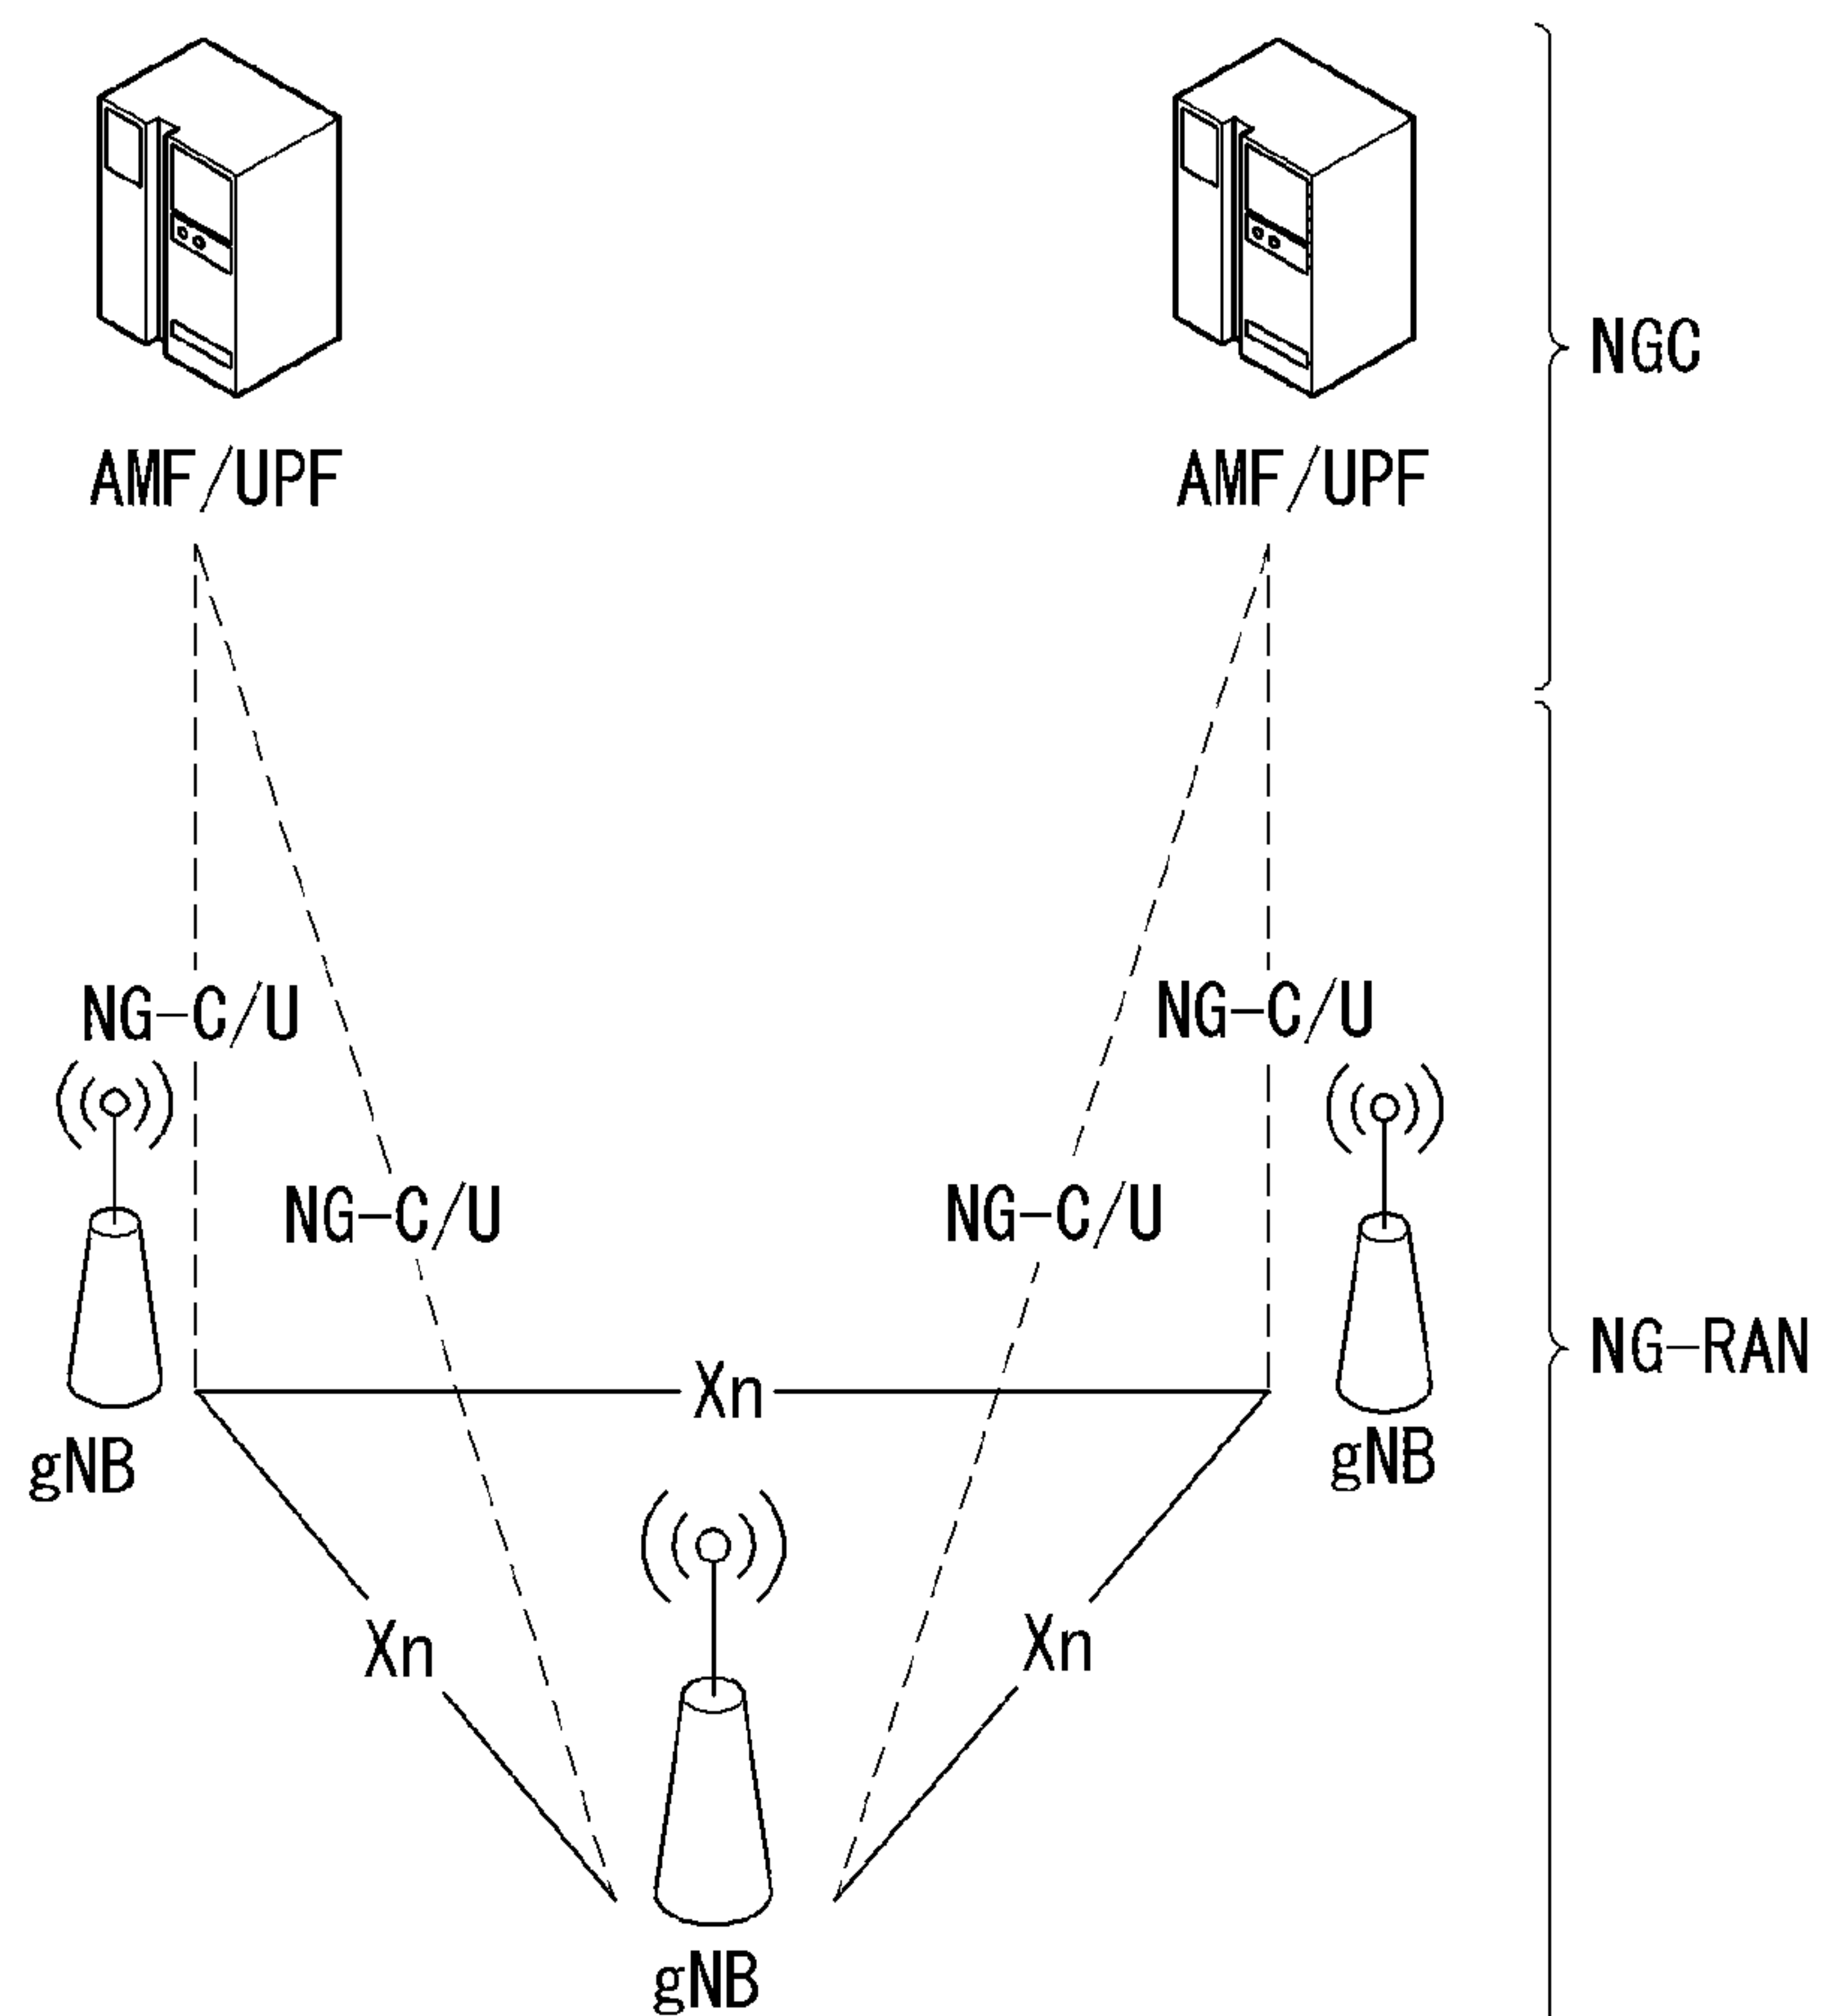 AMF/UPF
AMF/UPF
NGC
NG-C/U
NG-C/U
NG-C/U
NG-C/U
NG-RAN
Xn
gNB
gNB
Xn
Xn
gNB